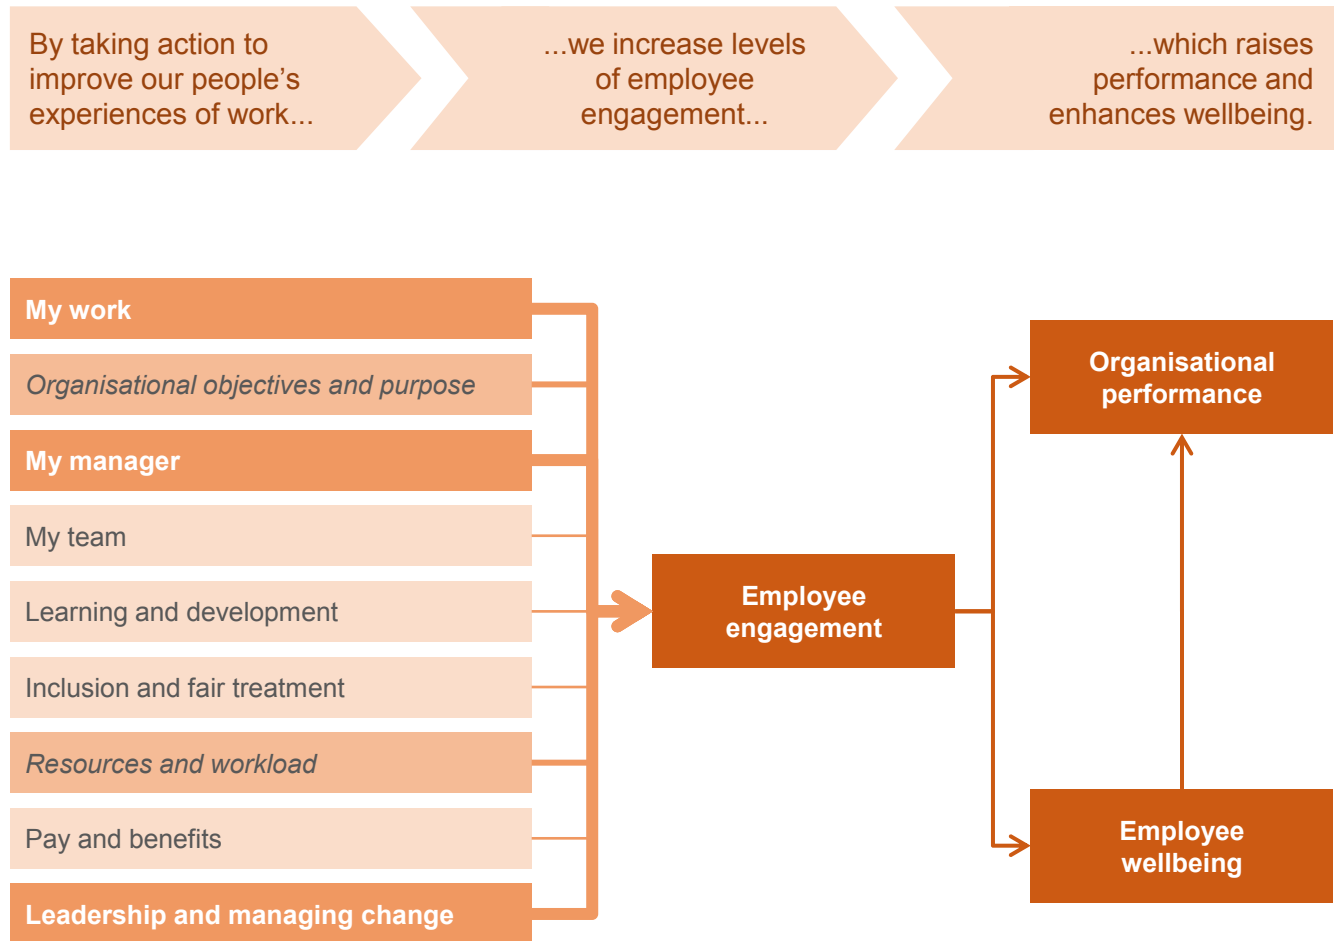 By taking action to
improve our people’s
experiences of work...
...we increase levels
of employee
engagement...
...which raises
performance and
enhances wellbeing.
My work
Organisational objectives and purpose
My manager
My team
Learning and development
Inclusion and fair treatment
Resources and workload
Pay and benefits
Leadership and managing change
Employee
engagement
Organisational
performance
Employee
wellbeing